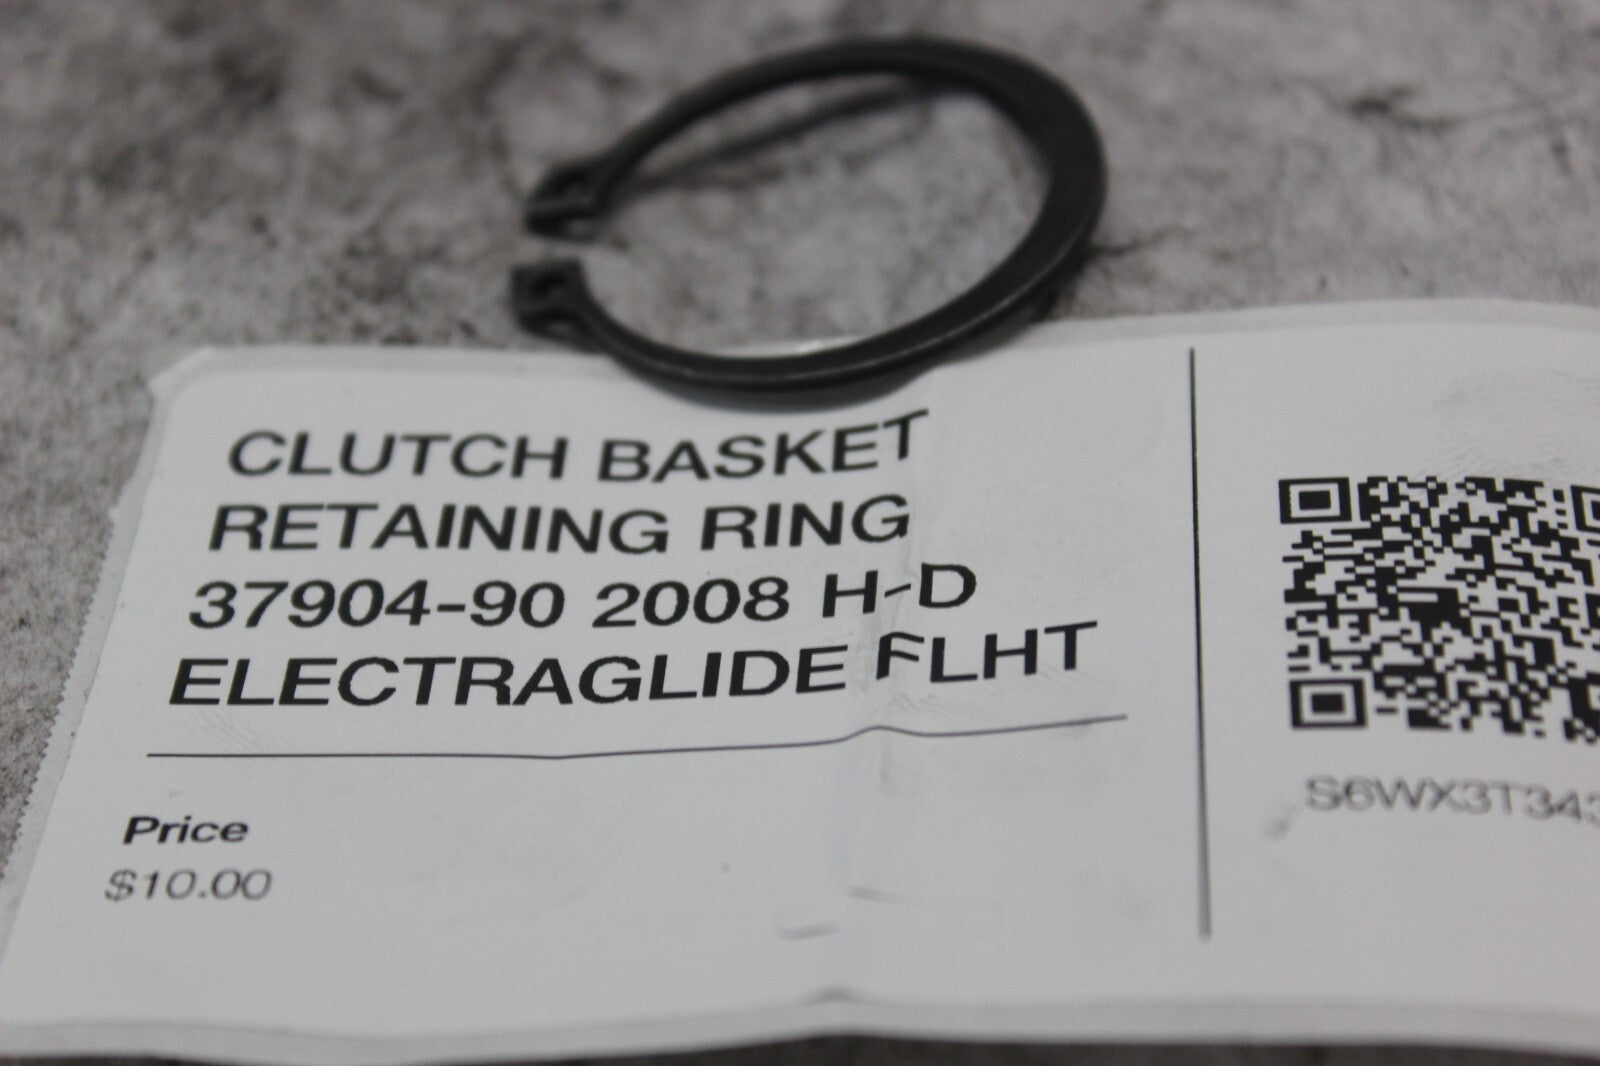 CLUTCH BASKET
RETAINING RING
37904-90 2008 H-D
ELECTRAGLIDE FLHT
Price
$10.00